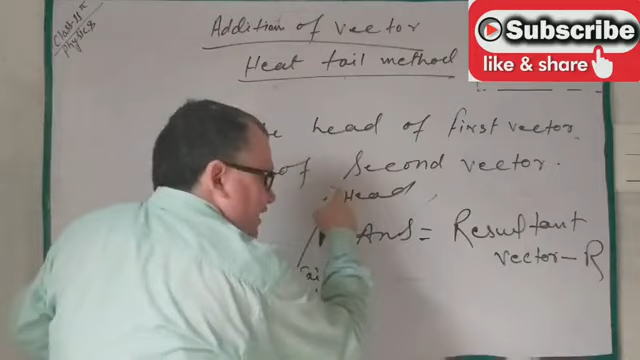 Class-11th
Physics
Addition of vector
Heat tail method
Subscribe
like & share
head of first vector
of Second vector.
Head
Ans = Resultant
vector - R